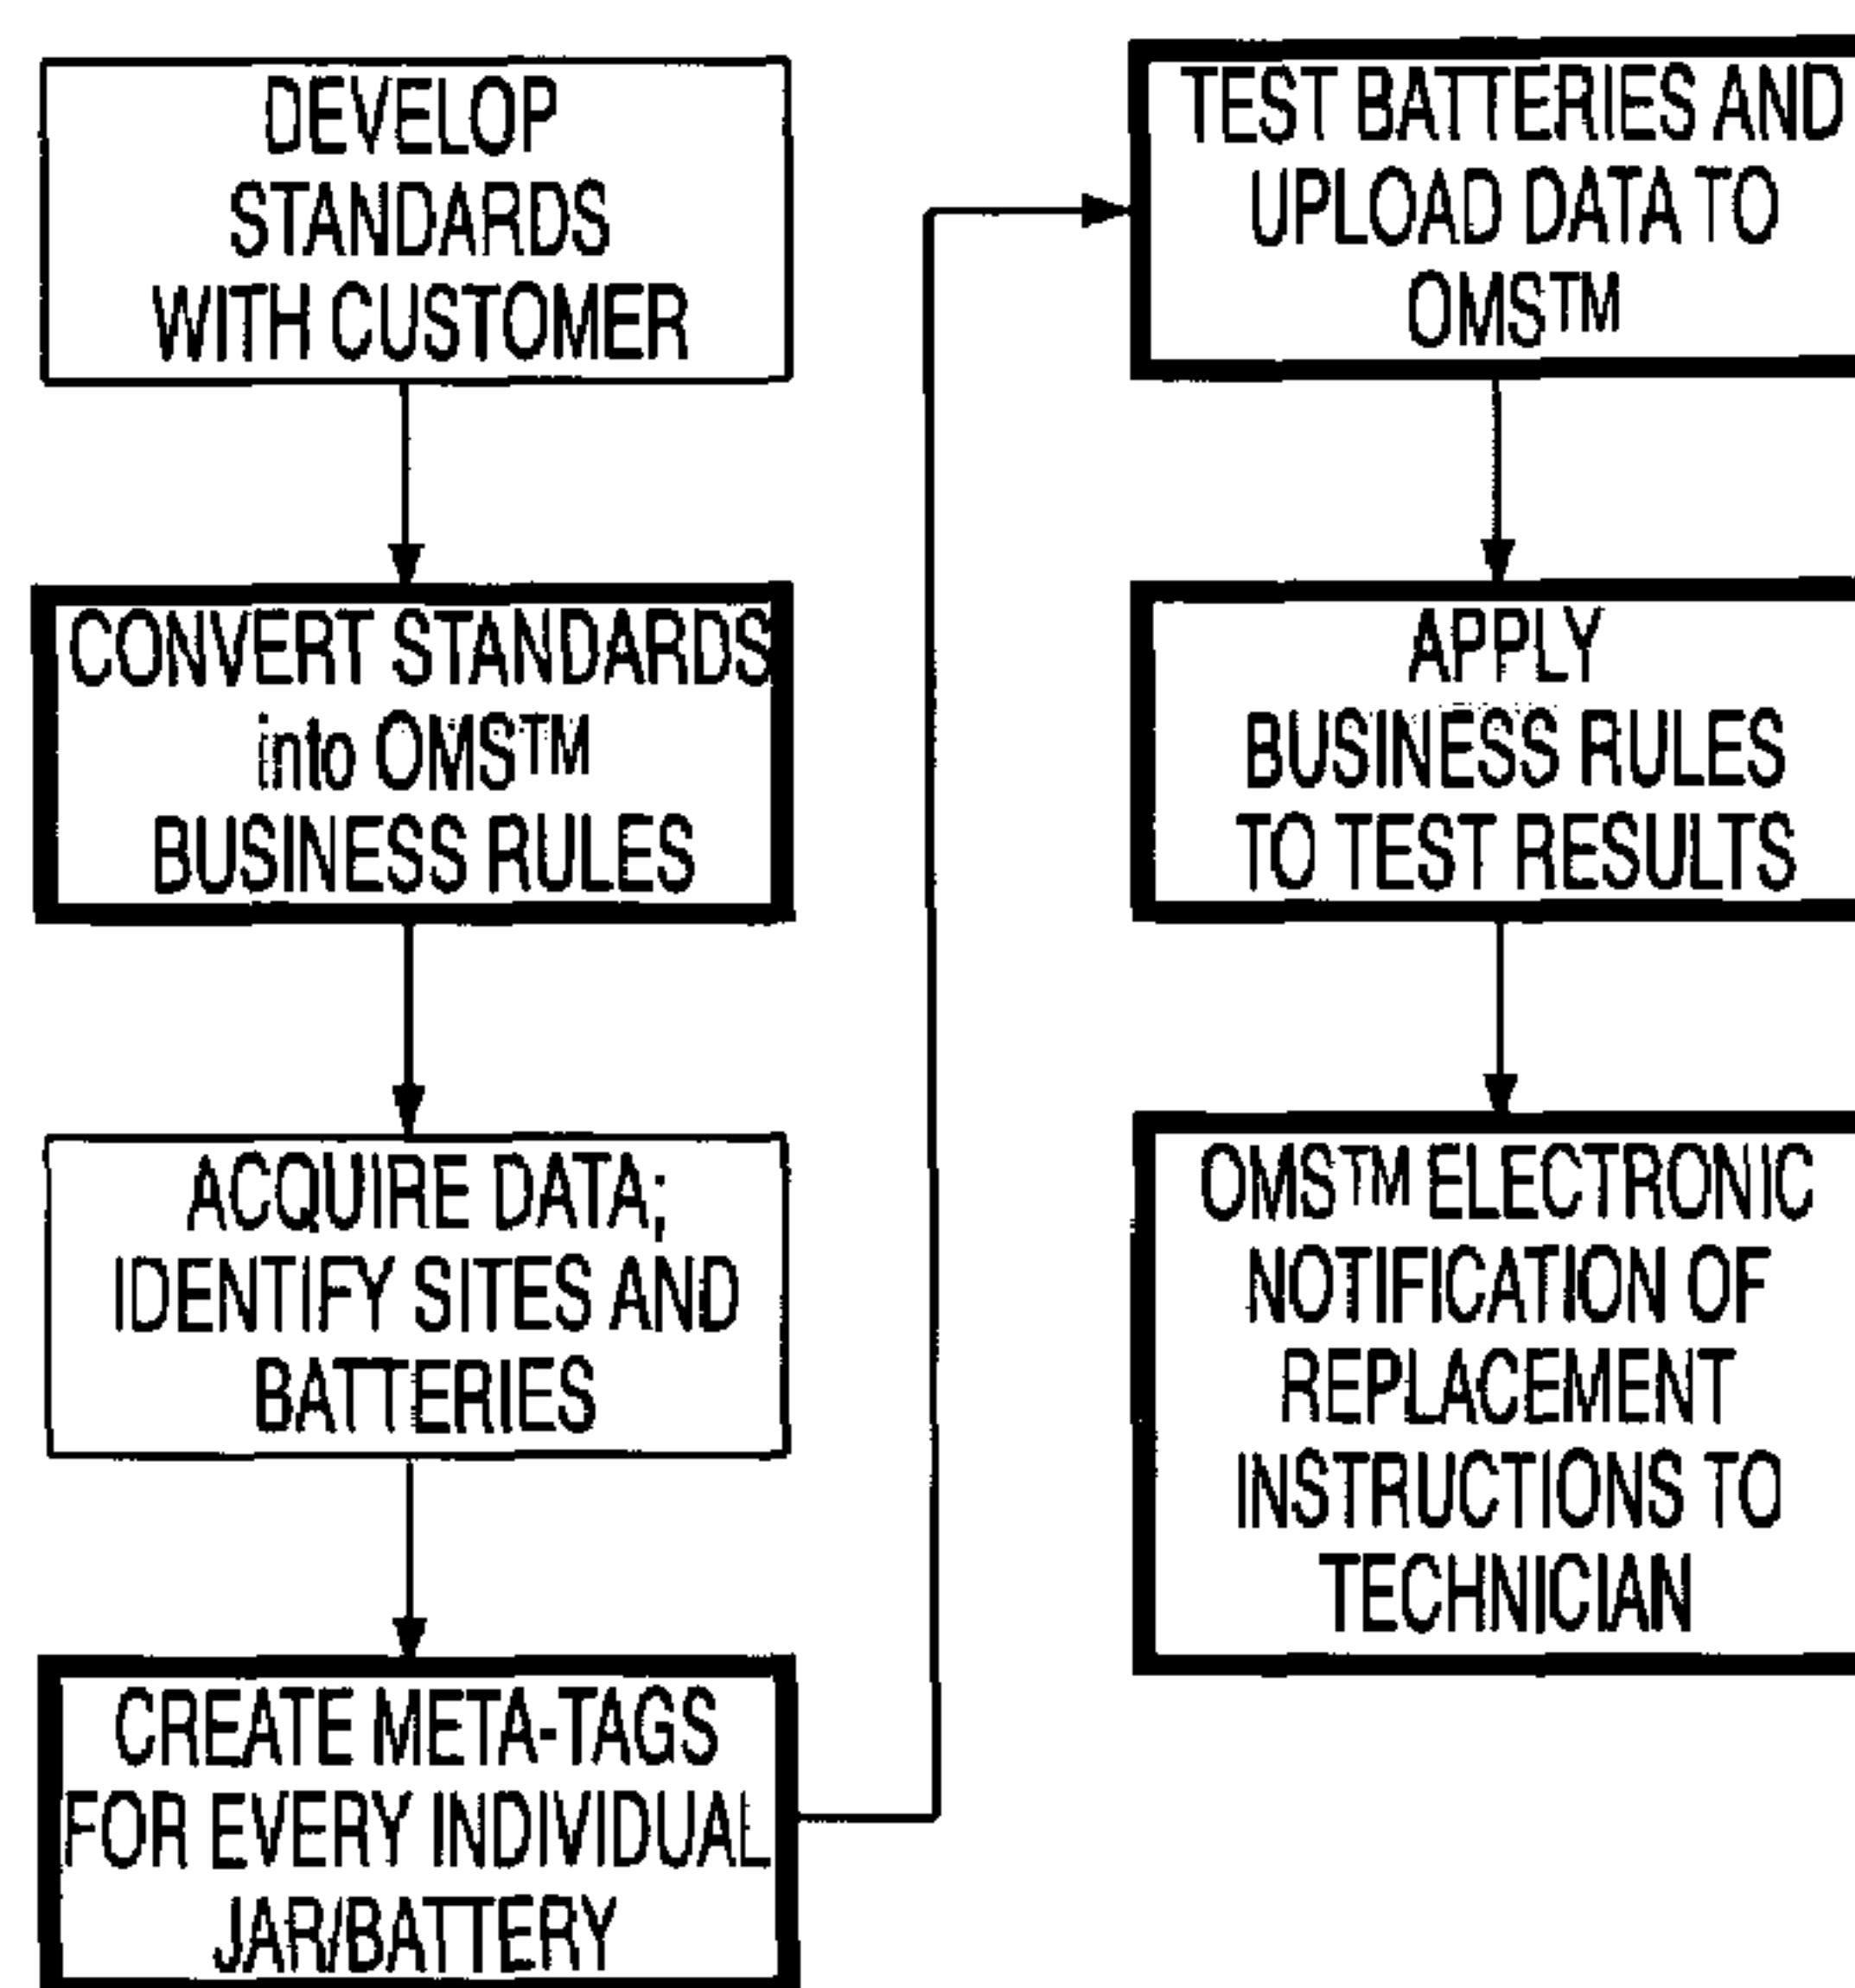 DEVELOP
STANDARDS
WITH CUSTOMER
CONVERT STANDARDS
into OMS™
BUSINESS RULES
ACQUIRE DATA;
IDENTIFY SITES AND
BATTERIES
CREATE META-TAGS
FOR EVERY INDIVIDUAL
JAR/BATTERY
TEST BATTERIES AND
UPLOAD DATA TO
OMS™
APPLY
BUSINESS RULES
TO TEST RESULTS
OMS™ ELECTRONIC
NOTIFICATION OF
REPLACEMENT
INSTRUCTIONS TO
TECHNICIAN